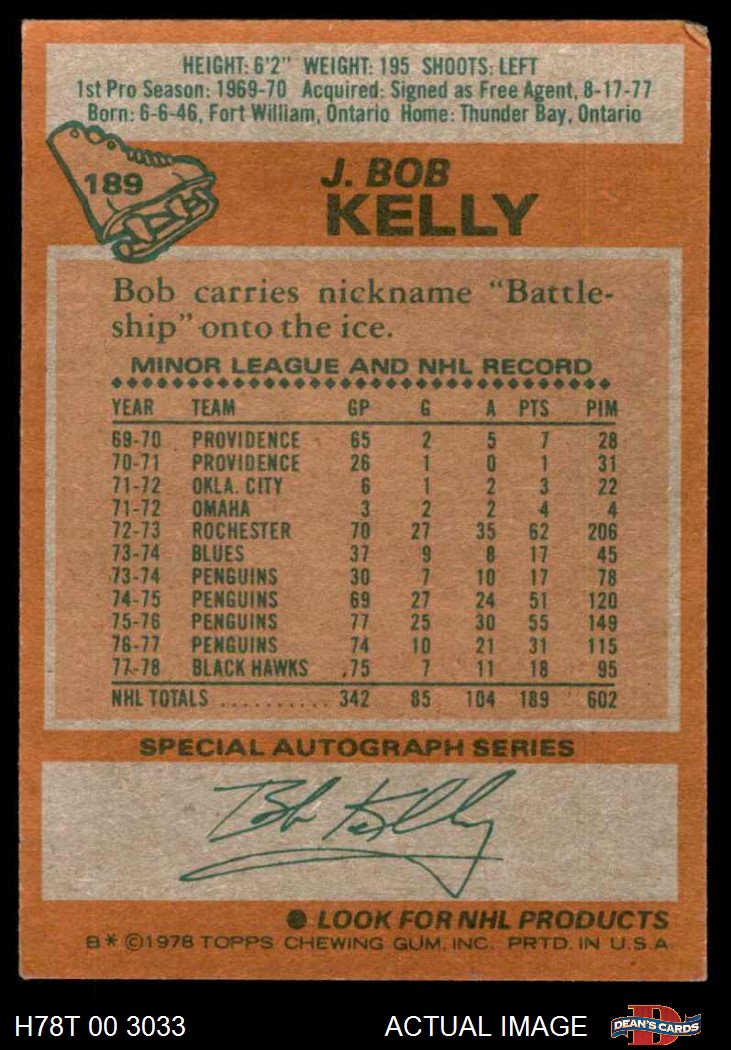 HEIGHT: 6'2" WEIGHT: 195 SHOOTS: LEFT
1st Pro Season: 1969-70 Acquired: Signed as Free Agent, 8-17-77
Born: 6-6-46, Fort William, Ontario Home: Thunder Bay, Ontario
189
J. BOB
KELLY
Bob carries nickname "Battle-
ship" onto the ice.
MINOR LEAGUE AND NHL RECORD
YEAR TEAM GP G A PTS PIM
69-70 PROVIDENCE 65 2 5 7 28
70-71 PROVIDENCE 26 1 0 1 31
71-72 OKLA. CITY 6 1 2 3 22
71-72 OMAHA 3 2 2 4 4
72-73 ROCHESTER 70 27 35 62 206
73-74 BLUES 37 9 8 17 45
73-74 PENGUINS 30 7 10 17 78
74-75 PENGUINS 69 27 24 51 120
75-76 PENGUINS 77 25 30 55 149
76-77 PENGUINS 74 10 21 31 115
77-78 BLACK HAWKS 75 7 11 18 95
NHL TOTALS .......... 342 85 104 189 602
SPECIAL AUTOGRAPH SERIES
Bob Kelly
● LOOK FOR NHL PRODUCTS
B* ©1978 TOPPS CHEWING GUM, INC. PRTD. IN U.S.A
H78T 00 3033 ACTUAL IMAGE D DEAN'S CARDS